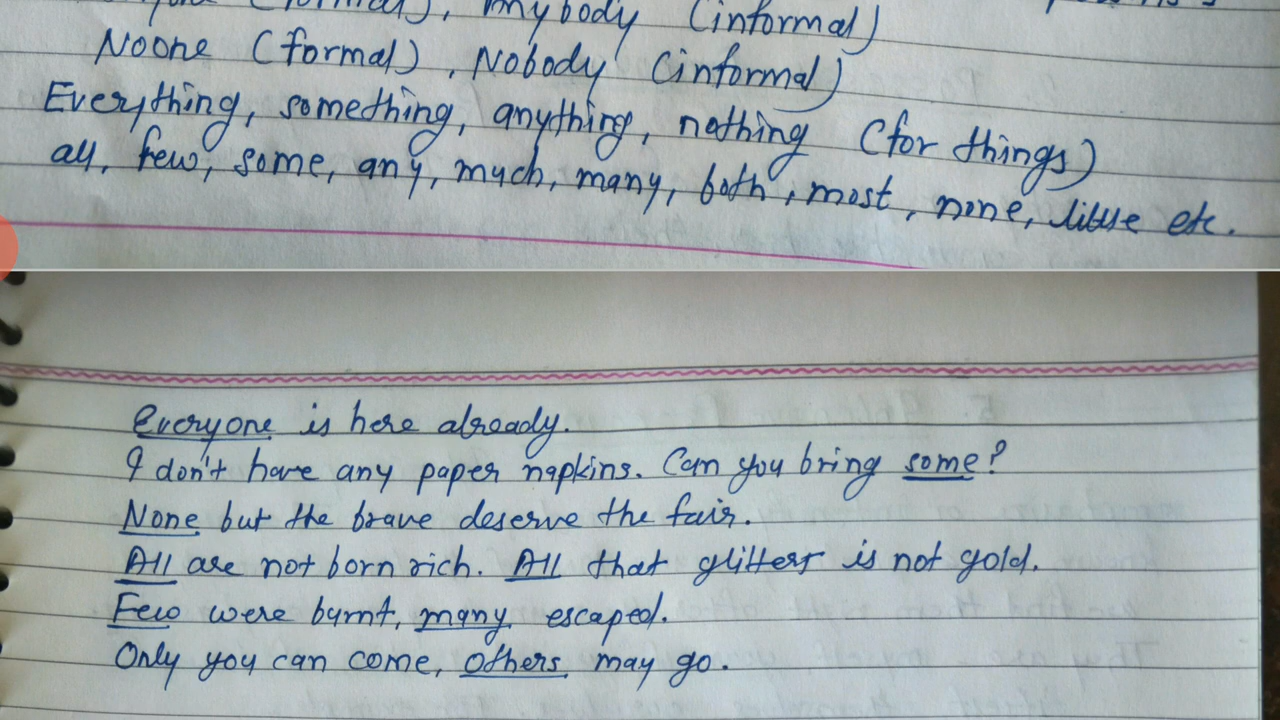 (formal), Anybody (informal)
Noone (formal), Nobody (informal)
Everything, something, anything, nothing (for things)
all, few, some, any, much, many, both, most, none, little etc.
Everyone is here already.
I don't have any paper napkins. Can you bring some?
None but the brave deserve the fair.
All are not born rich. All that glitters is not gold.
Few were burnt, many escaped.
Only you can come, others may go.